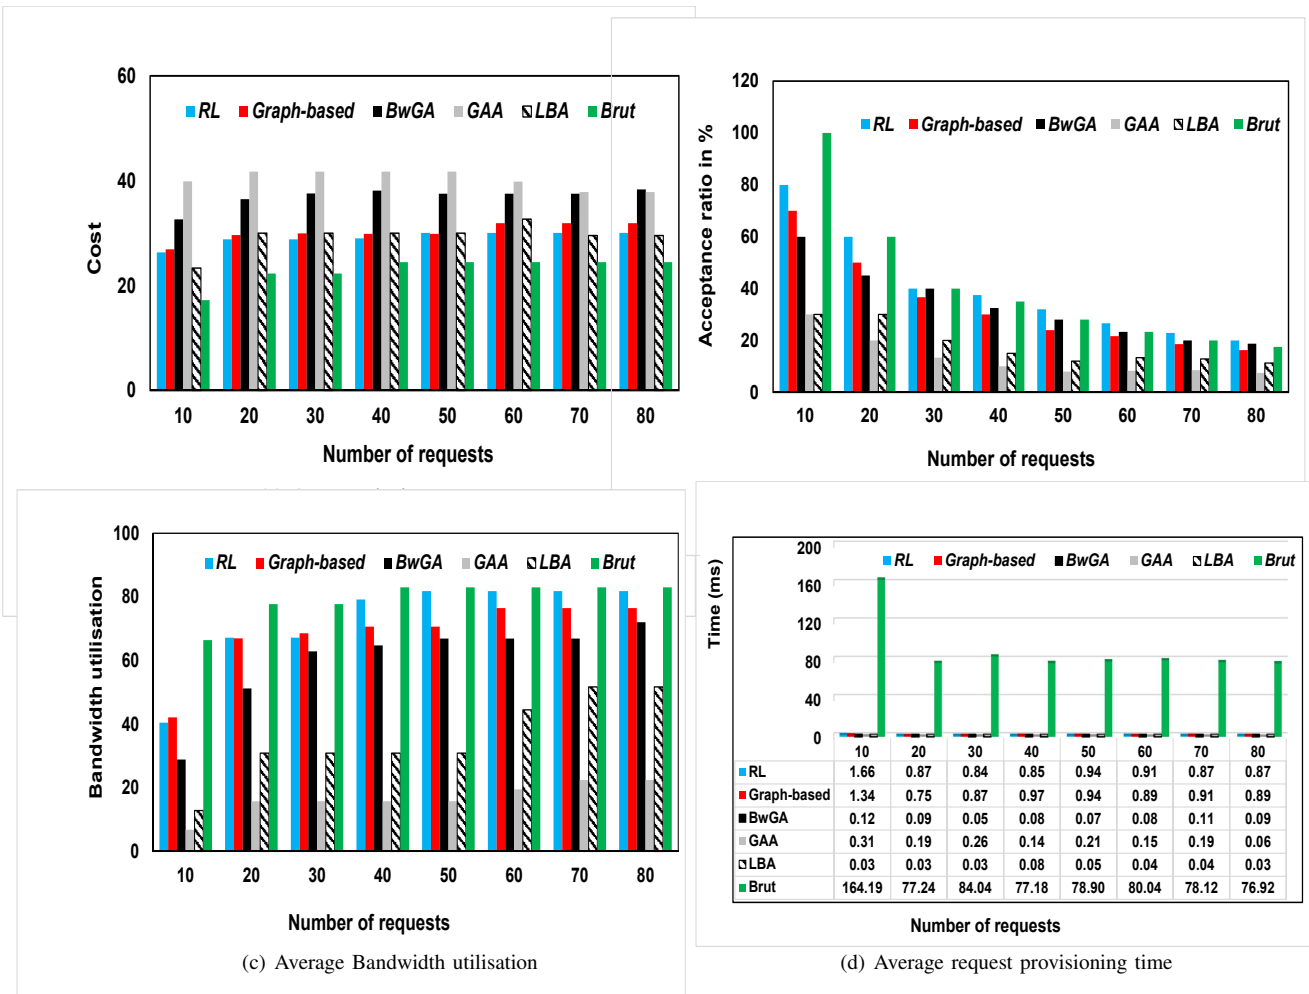 60
40
20
0
Cost
RL Graph-based BwGA GAA LBA Brut
10 20 30 40 50 60 70 80
Number of requests
120
100
80
60
40
20
0
Acceptance ratio in %
RL Graph-based BwGA GAA LBA Brut
10 20 30 40 50 60 70 80
Number of requests
100
80
60
40
20
0
Bandwidth utilisation
RL Graph-based BwGA GAA LBA Brut
10 20 30 40 50 60 70 80
Number of requests
(c) Average Bandwidth utilisation
200
160
120
80
40
0
Time (ms)
RL Graph-based BwGA GAA LBA Brut
10 20 30 40 50 60 70 80
RL 1.66 0.87 0.84 0.85 0.94 0.91 0.87 0.87
Graph-based 1.34 0.75 0.87 0.97 0.94 0.89 0.91 0.89
BwGA 0.12 0.09 0.05 0.08 0.07 0.08 0.11 0.09
GAA 0.31 0.19 0.26 0.14 0.21 0.15 0.19 0.06
LBA 0.03 0.03 0.03 0.08 0.05 0.04 0.04 0.03
Brut 164.19 77.24 84.04 77.18 78.90 80.04 78.12 76.92
Number of requests
(d) Average request provisioning time